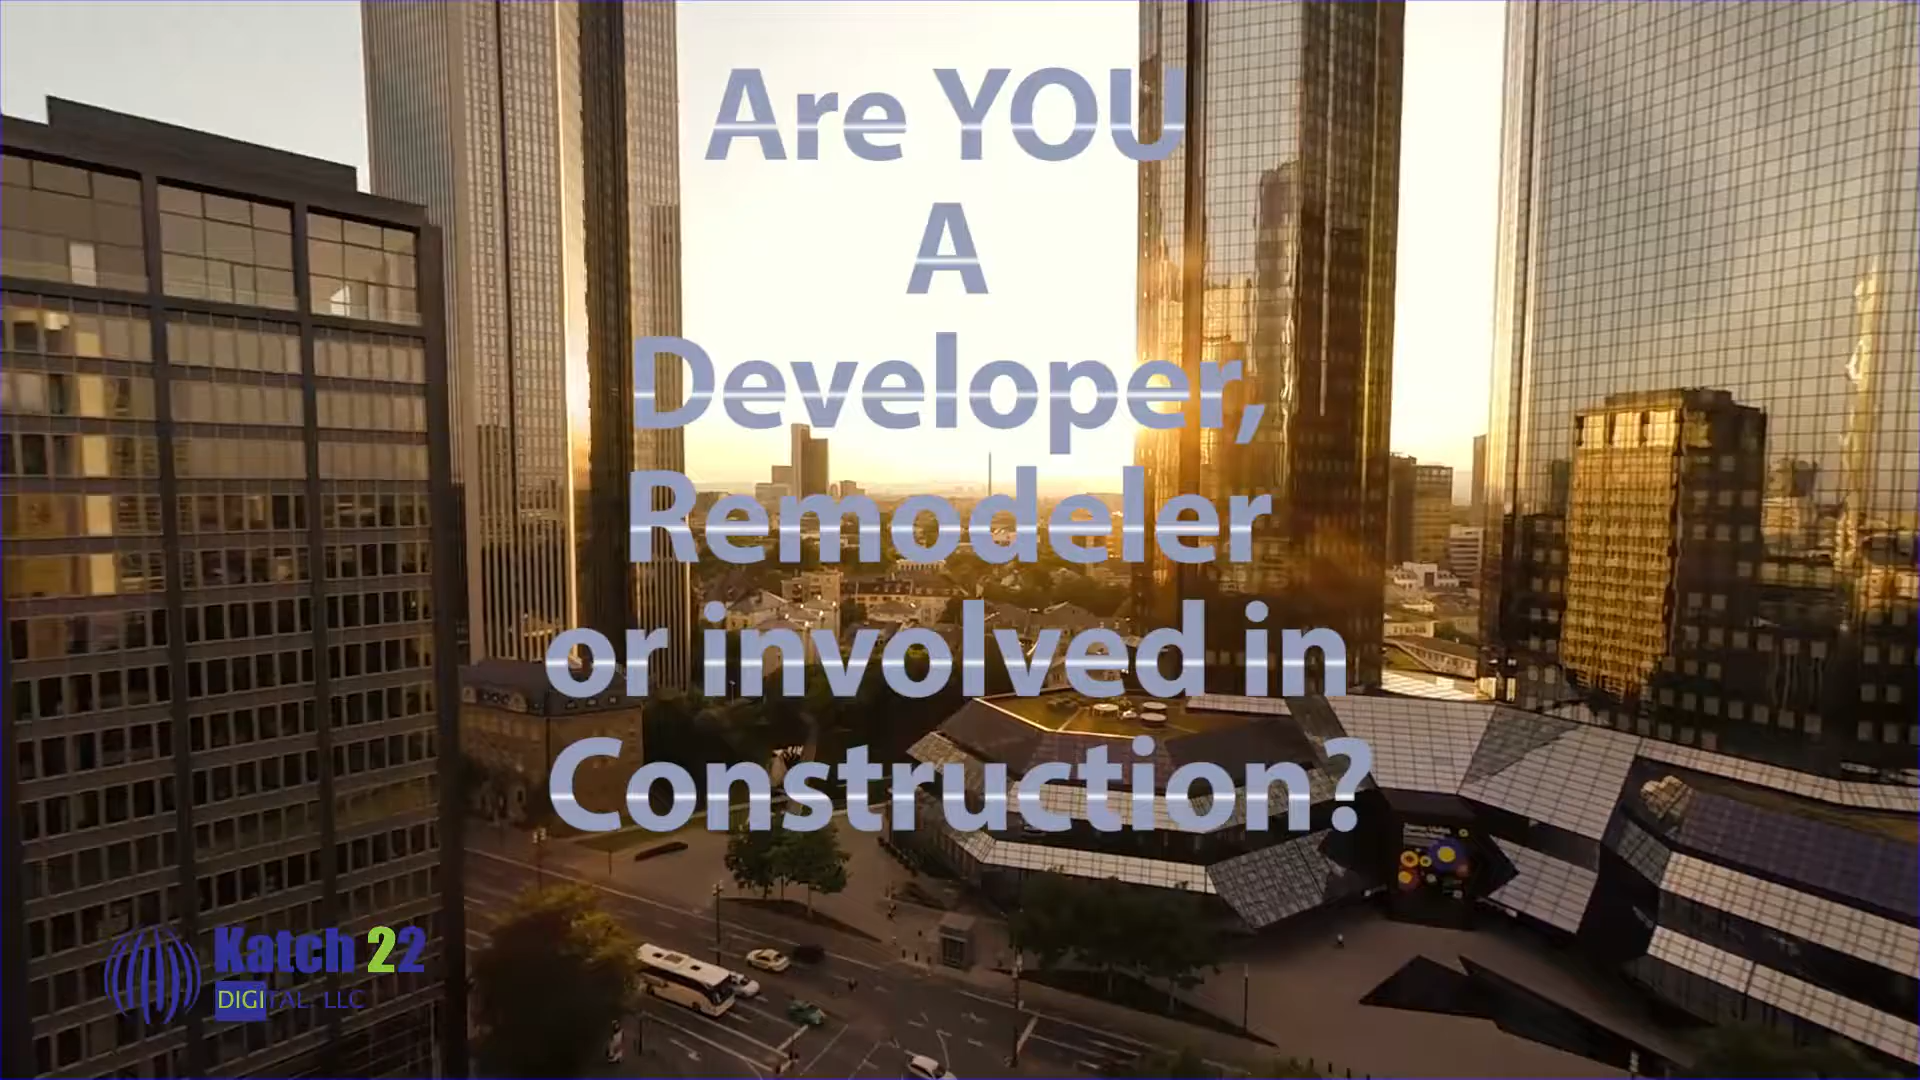 Are YOU
A
Developer,
Remodeler
or involved in
Construction?
Katch 22
DIGITAL, LLC